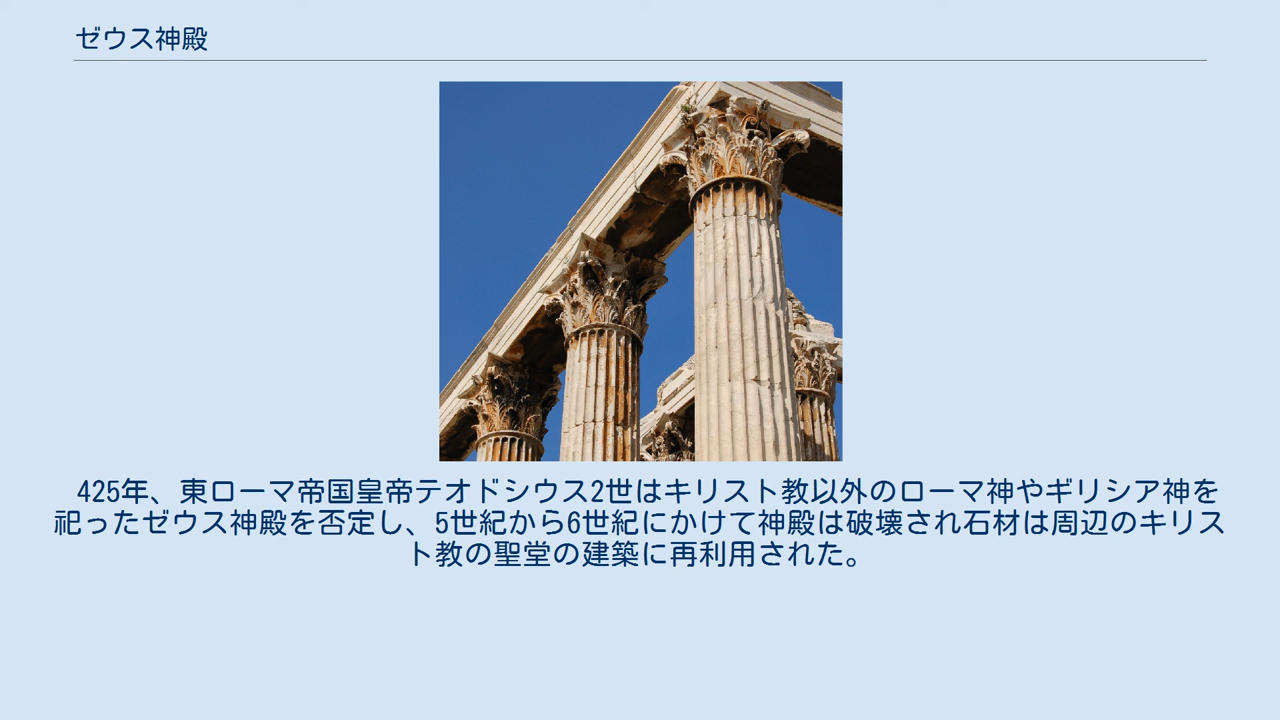 ゼウス神殿
425年、東ローマ帝国皇帝テオドシウス2世はキリスト教以外のローマ神やギリシア神を
祀ったゼウス神殿を否定し、5世紀から6世紀にかけて神殿は破壊され石材は周辺のキリス
ト教の聖堂の建築に再利用された。